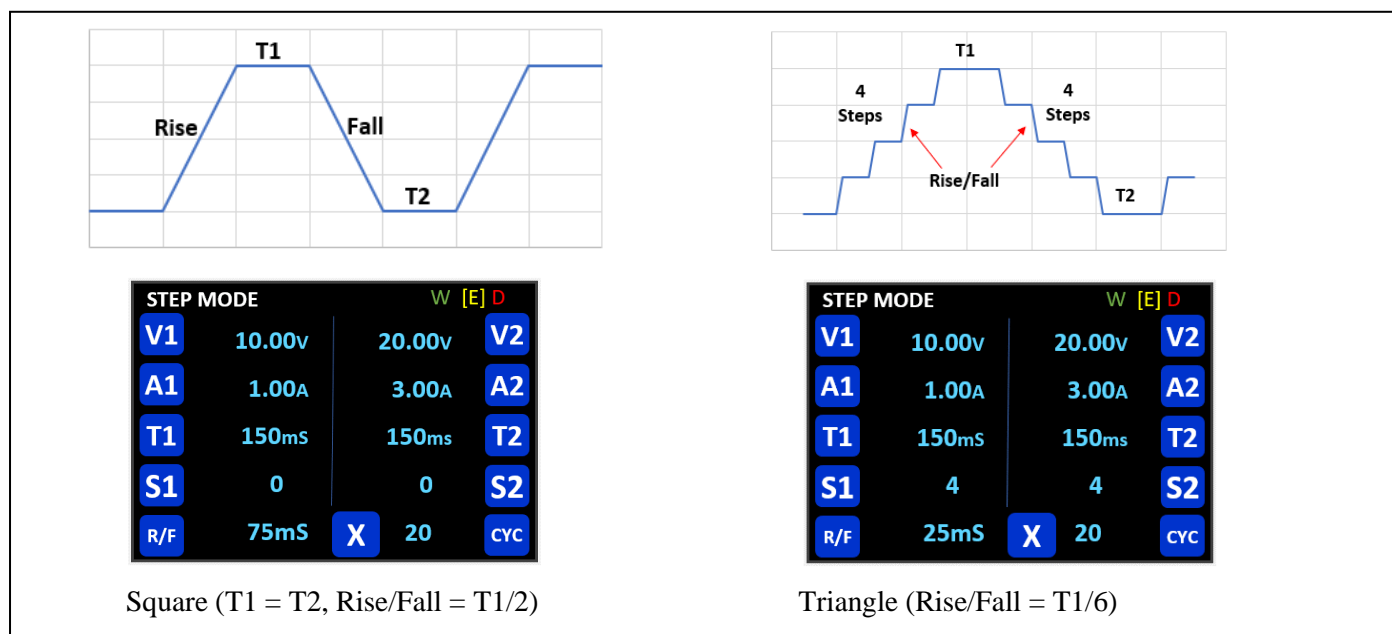 T1
Rise
Fall
T2
T1
4
Steps
4
Steps
Rise/Fall
T2
STEP MODE W [E] D
V1 10.00V 20.00V V2
A1 1.00A 3.00A A2
T1 150mS 150ms T2
S1 0 0 S2
R/F 75mS X 20 CYC
STEP MODE W [E] D
V1 10.00V 20.00V V2
A1 1.00A 3.00A A2
T1 150mS 150ms T2
S1 4 4 S2
R/F 25mS X 20 CYC
Square (T1 = T2, Rise/Fall = T1/2)
Triangle (Rise/Fall = T1/6)